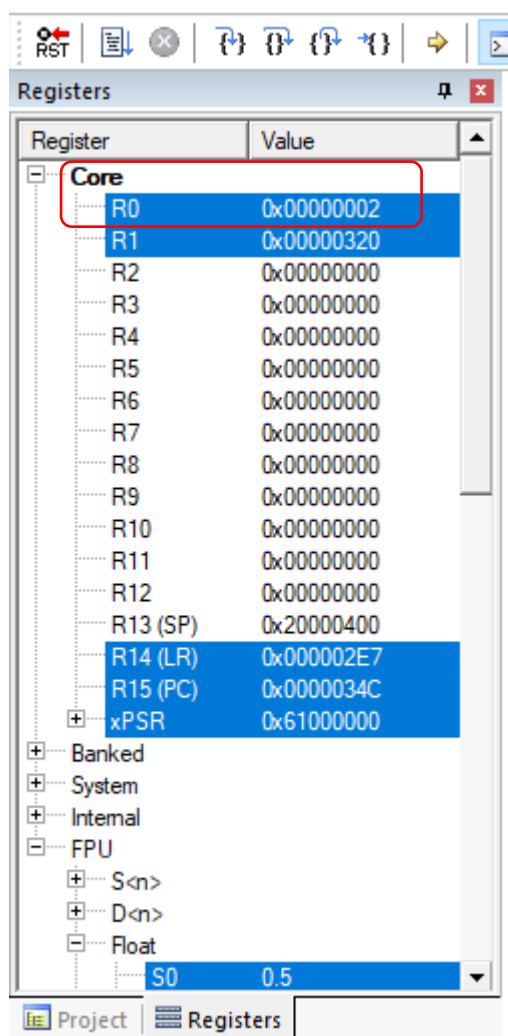 RST
Registers
Register Value
Core
R0 0x00000002
R1 0x00000320
R2 0x00000000
R3 0x00000000
R4 0x00000000
R5 0x00000000
R6 0x00000000
R7 0x00000000
R8 0x00000000
R9 0x00000000
R10 0x00000000
R11 0x00000000
R12 0x00000000
R13 (SP) 0x20000400
R14 (LR) 0x000002E7
R15 (PC) 0x0000034C
xPSR 0x61000000
Banked
System
Internal
FPU
S<n>
D<n>
Float
S0 0.5
Project Registers